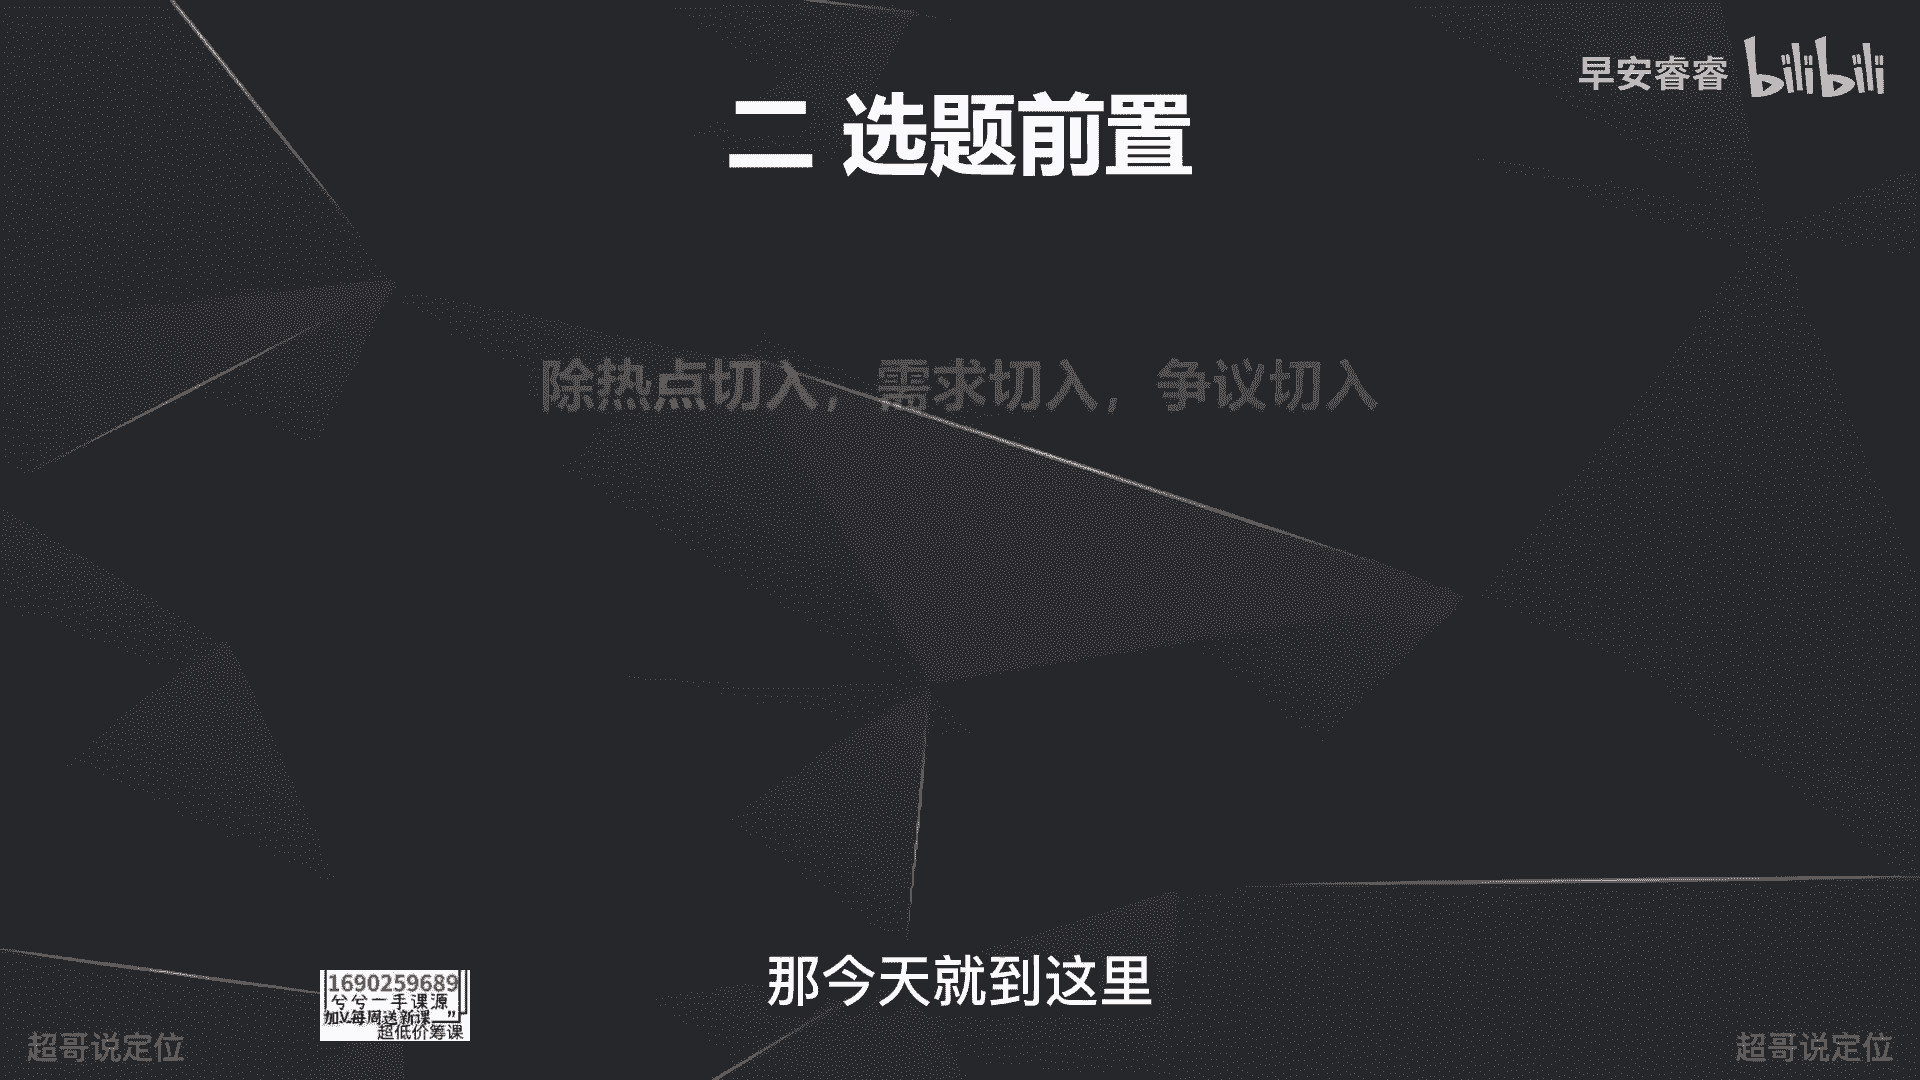 早安睿睿 bilibili
二 选题前置
除热点切入，需求切入，争议切入
那今天就到这里
1690259689
兮兮一手课源
加V每周送新课”
超低价筹课
超哥说定位
超哥说定位